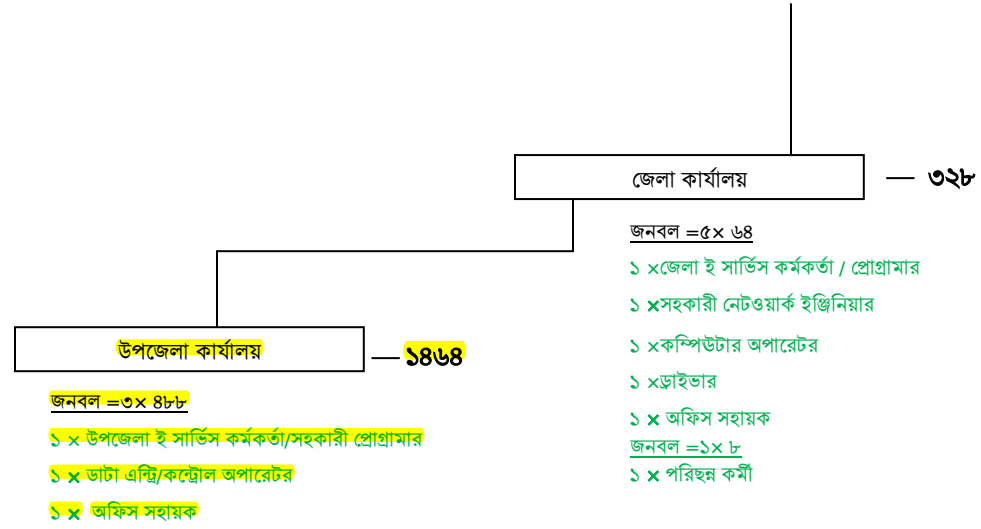 জেলা কার্যালয় — ৩২৮
জনবল =৫× ৬৪
১ ×জেলা ই সার্ভিস কর্মকর্তা / প্রোগ্রামার
১ ×সহকারী নেটওয়ার্ক ইঞ্জিনিয়ার
১ ×কম্পিঊটার অপারেটর
১ ×ড্রাইভার
১ × অফিস সহায়ক
জনবল =১× ৮
১ × পরিছন্ন কর্মী
উপজেলা কার্যালয় — ১৪৬৪
জনবল =৩× ৪৮৮
১ × উপজেলা ই সার্ভিস কর্মকর্তা/সহকারী প্রোগ্রামার
১ × ডাটা এন্ট্রি/কন্ট্রোল অপারেটর
১ × অফিস সহায়ক